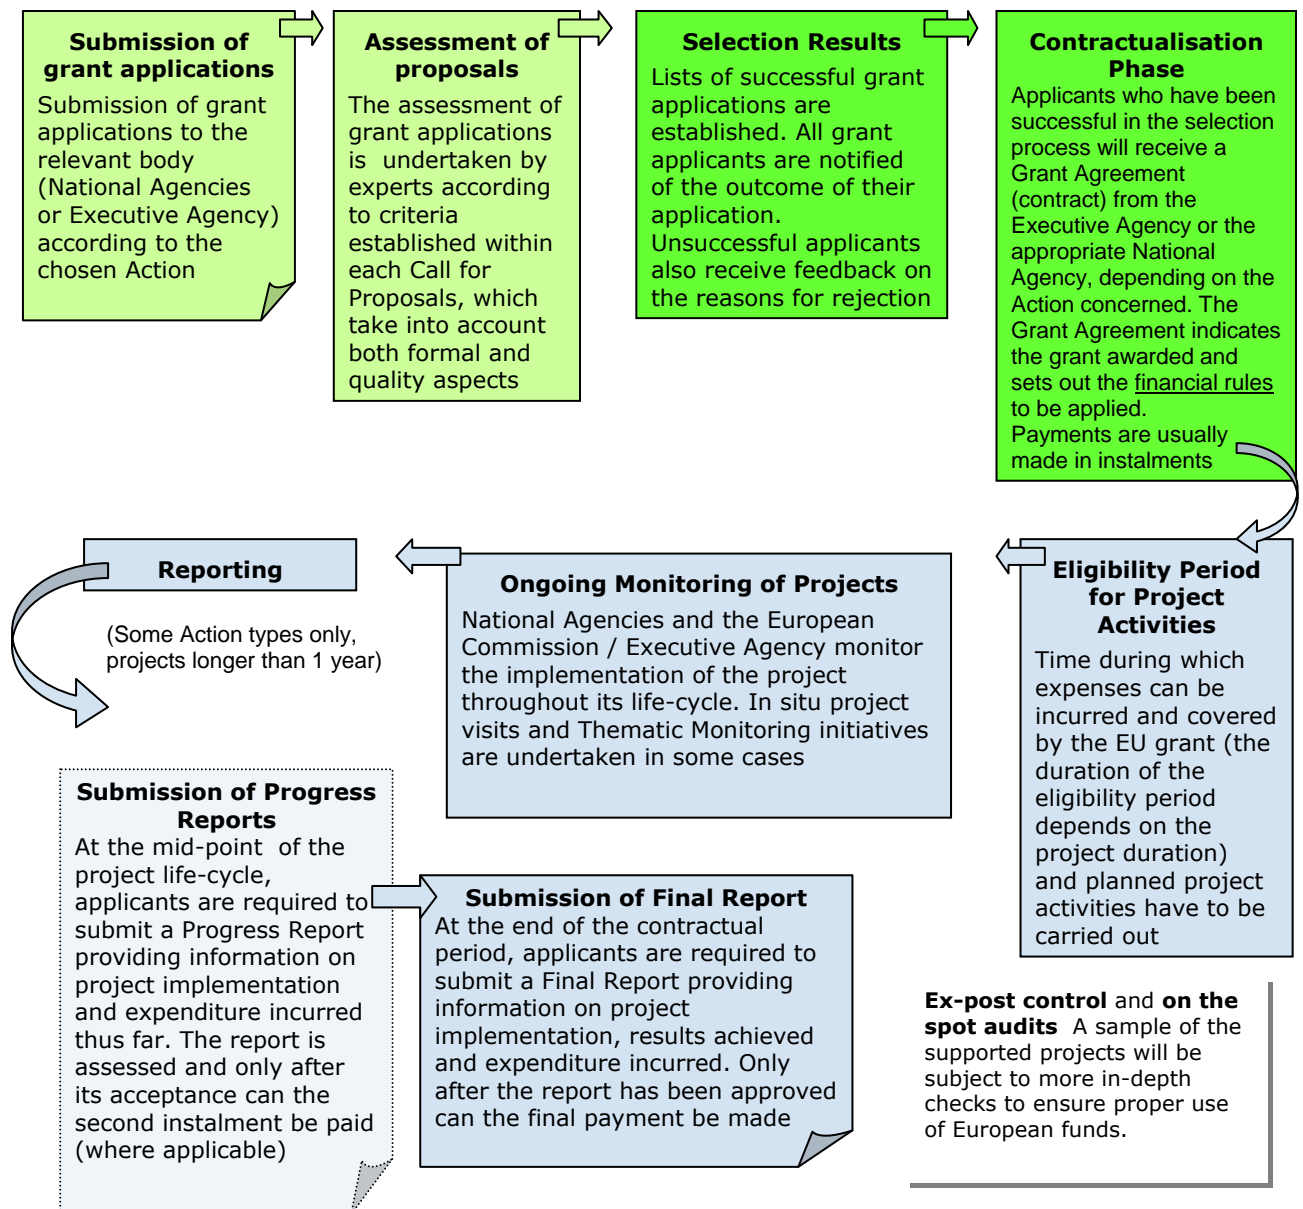 Submission of
grant applications
Submission of grant
applications to the
relevant body
(National Agencies
or Executive Agency)
according to the
chosen Action
Assessment of
proposals
The assessment of
grant applications
is undertaken by
experts according
to criteria
established within
each Call for
Proposals, which
take into account
both formal and
quality aspects
Selection Results
Lists of successful grant
applications are
established. All grant
applicants are notified
of the outcome of their
application.
Unsuccessful applicants
also receive feedback on
the reasons for rejection
Contractualisation
Phase
Applicants who have been
successful in the selection
process will receive a
Grant Agreement
(contract) from the
Executive Agency or the
appropriate National
Agency, depending on the
Action concerned. The
Grant Agreement indicates
the grant awarded and
sets out the financial rules
to be applied.
Payments are usually
made in instalments
Eligibility Period
for Project
Activities
Time during which
expenses can be
incurred and covered
by the EU grant (the
duration of the
eligibility period
depends on the
project duration)
and planned project
activities have to be
carried out
Ongoing Monitoring of Projects
National Agencies and the European
Commission / Executive Agency monitor
the implementation of the project
throughout its life-cycle. In situ project
visits and Thematic Monitoring initiatives
are undertaken in some cases
Reporting
(Some Action types only,
projects longer than 1 year)
Submission of Progress
Reports
At the mid-point of the
project life-cycle,
applicants are required to
submit a Progress Report
providing information on
project implementation
and expenditure incurred
thus far. The report is
assessed and only after
its acceptance can the
second instalment be paid
(where applicable)
Submission of Final Report
At the end of the contractual
period, applicants are required to
submit a Final Report providing
information on project
implementation, results achieved
and expenditure incurred. Only
after the report has been approved
can the final payment be made
Ex-post control and on the
spot audits A sample of the
supported projects will be
subject to more in-depth
checks to ensure proper use
of European funds.